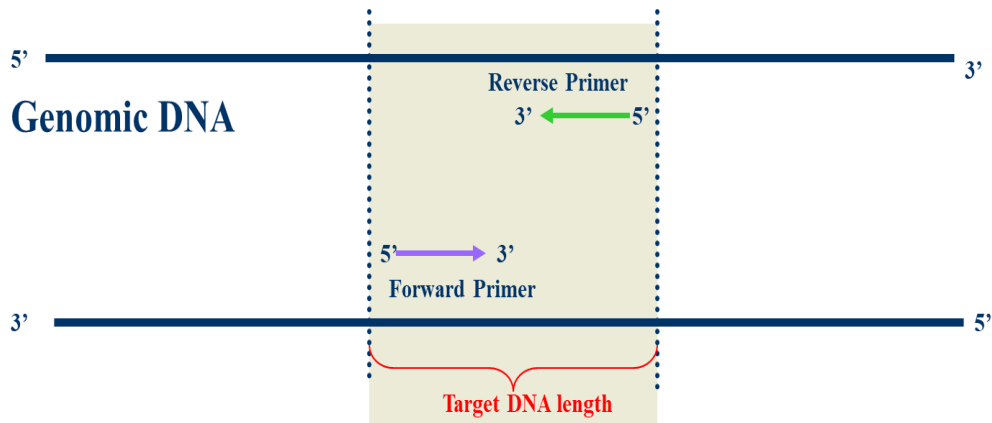 5’
3’
Reverse Primer
Genomic DNA
3’ 5’
5’ 3’
Forward Primer
3’
5’
Target DNA length